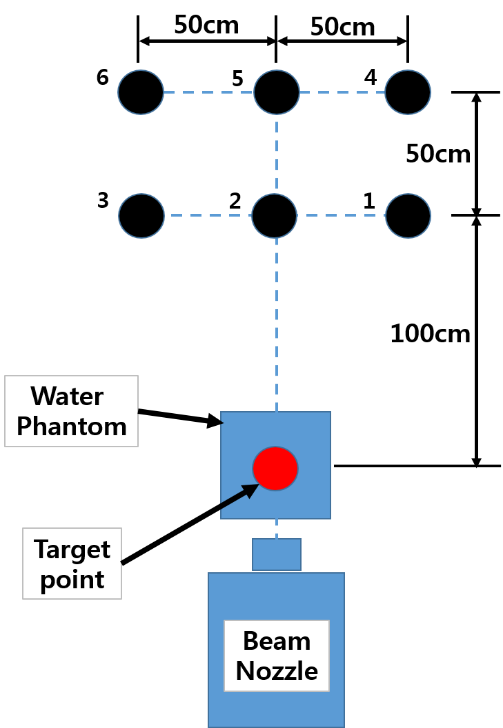 50cm
50cm
6
5
4
50cm
3
2
1
100cm
Water
Phantom
Target
point
Beam
Nozzle